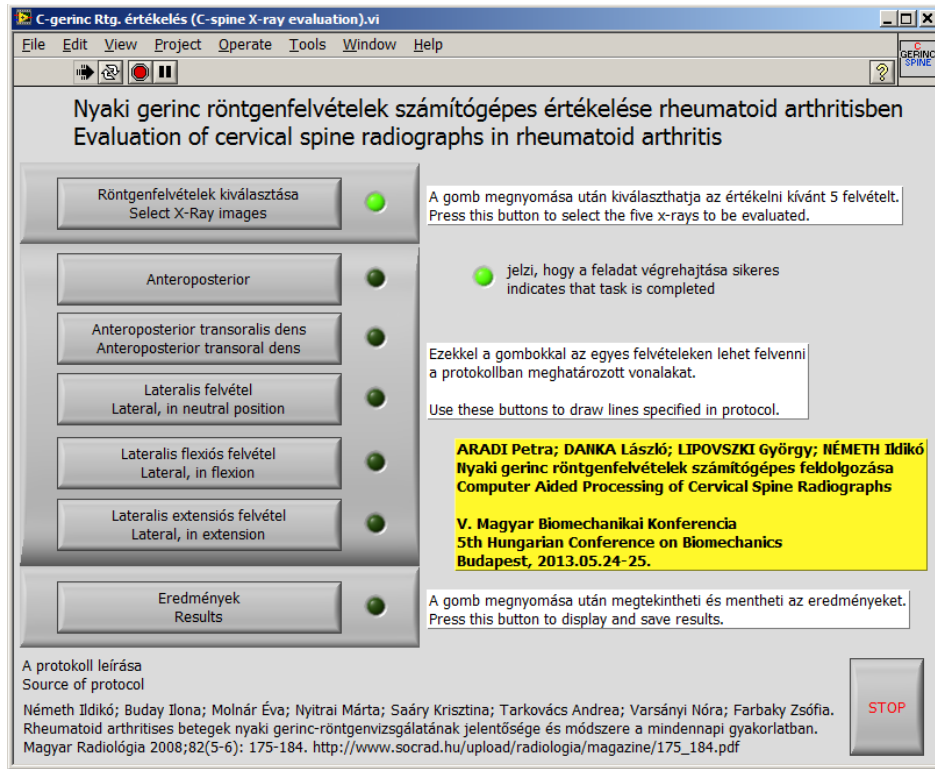 C-gerinc Rtg. értékelés (C-spine X-ray evaluation).vi
File Edit View Project Operate Tools Window Help
C
GERINC
SPINE
Nyaki gerinc röntgenfelvételek számítógépes értékelése rheumatoid arthritisben
Evaluation of cervical spine radiographs in rheumatoid arthritis
Röntgenfelvételek kiválasztása
Select X-Ray images
A gomb megnyomása után kiválaszthatja az értékelni kívánt 5 felvételt.
Press this button to select the five x-rays to be evaluated.
Anteroposterior
jelzi, hogy a feladat végrehajtása sikeres
indicates that task is completed
Anteroposterior transoralis dens
Anteroposterior transoral dens
Ezekkel a gombokkal az egyes felvételeken lehet felvenni
a protokollban meghatározott vonalakat.
Use these buttons to draw lines specified in protocol.
Lateralis felvétel
Lateral, in neutral position
Lateralis flexiós felvétel
Lateral, in flexion
ARADI Petra; DANKA László; LIPOVSZKI György; NÉMETH Ildikó
Nyaki gerinc röntgenfelvételek számítógépes feldolgozása
Computer Aided Processing of Cervical Spine Radiographs
V. Magyar Biomechanikai Konferencia
5th Hungarian Conference on Biomechanics
Budapest, 2013.05.24-25.
Lateralis extensiós felvétel
Lateral, in extension
Eredmények
Results
A gomb megnyomása után megtekintheti és mentheti az eredményeket.
Press this button to display and save results.
A protokoll leírása
Source of protocol
Németh Ildikó; Buday Ilona; Molnár Éva; Nyitrai Márta; Saáry Krisztina; Tarkovács Andrea; Varsányi Nóra; Farbaky Zsófia.
Rheumatoid arthritises betegek nyaki gerinc-röntgenvizsgálatának jelentősége és módszere a mindennapi gyakorlatban.
Magyar Radiológia 2008;82(5-6): 175-184. http://www.socrad.hu/upload/radiologia/magazine/175_184.pdf
STOP